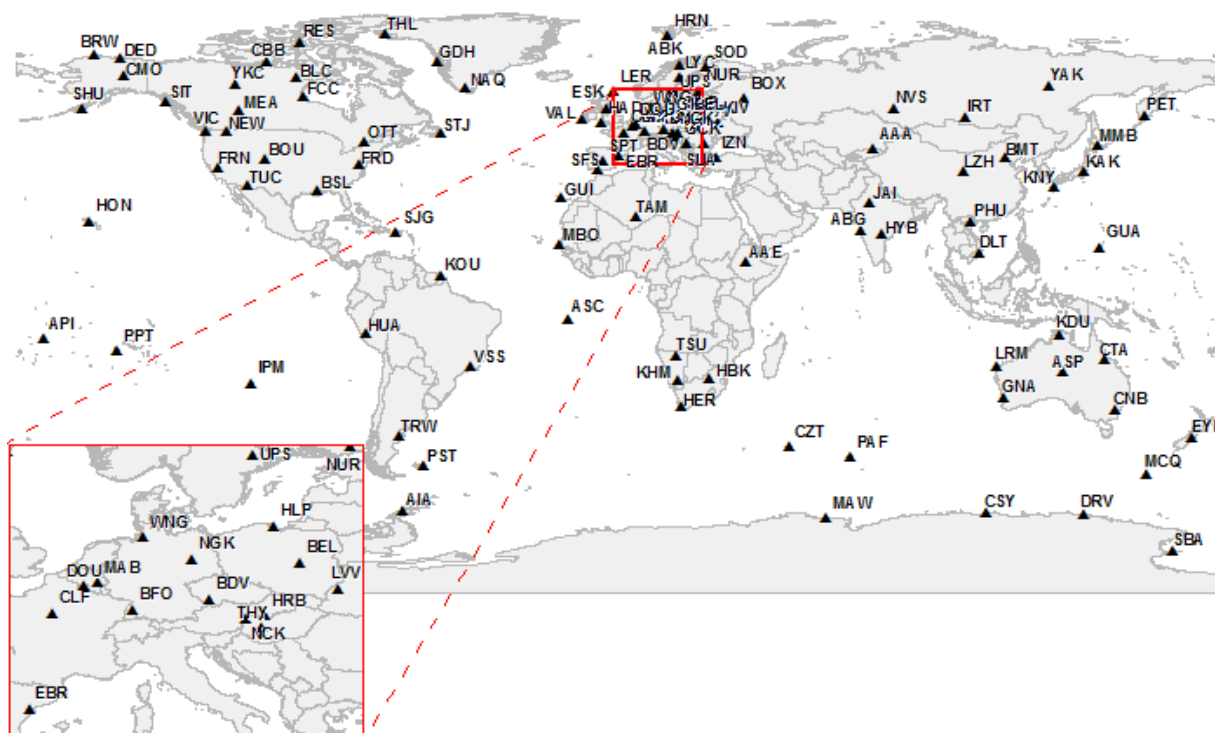 HRN
THL
RES
BRW
DED
CBB
GDH
ABK
LYC
SOD
CMO
YKC
BLC
FCC
NAQ
LER
UPS
NUR
BOX
YAK
SHU
SIT
MEA
ESK
HA
NVS
IRT
PET
VIC
NEW
OTT
STJ
VAL
AAA
MMB
FRN
BOU
FRD
SPT
BDV
IZN
LZH
BMT
KAK
TUC
BSL
SFS
EBR
SUA
KNY
HON
GUI
TAM
JAI
SJG
MBO
ABG
HYB
PHU
GUA
KOU
AAE
DLT
ASC
API
PPT
HUA
KDU
IPM
VSS
TSU
LRM
ASP
CTA
KHM
HBK
GNA
HER
CNB
TRW
CZT
PAF
PST
MCQ
AIA
MAW
CSY
DRV
SBA
UPS
NUR
WNG
HLP
NGK
BEL
DOU
MAB
LVV
CLF
BFO
BDV
THY
HRB
NCK
EBR